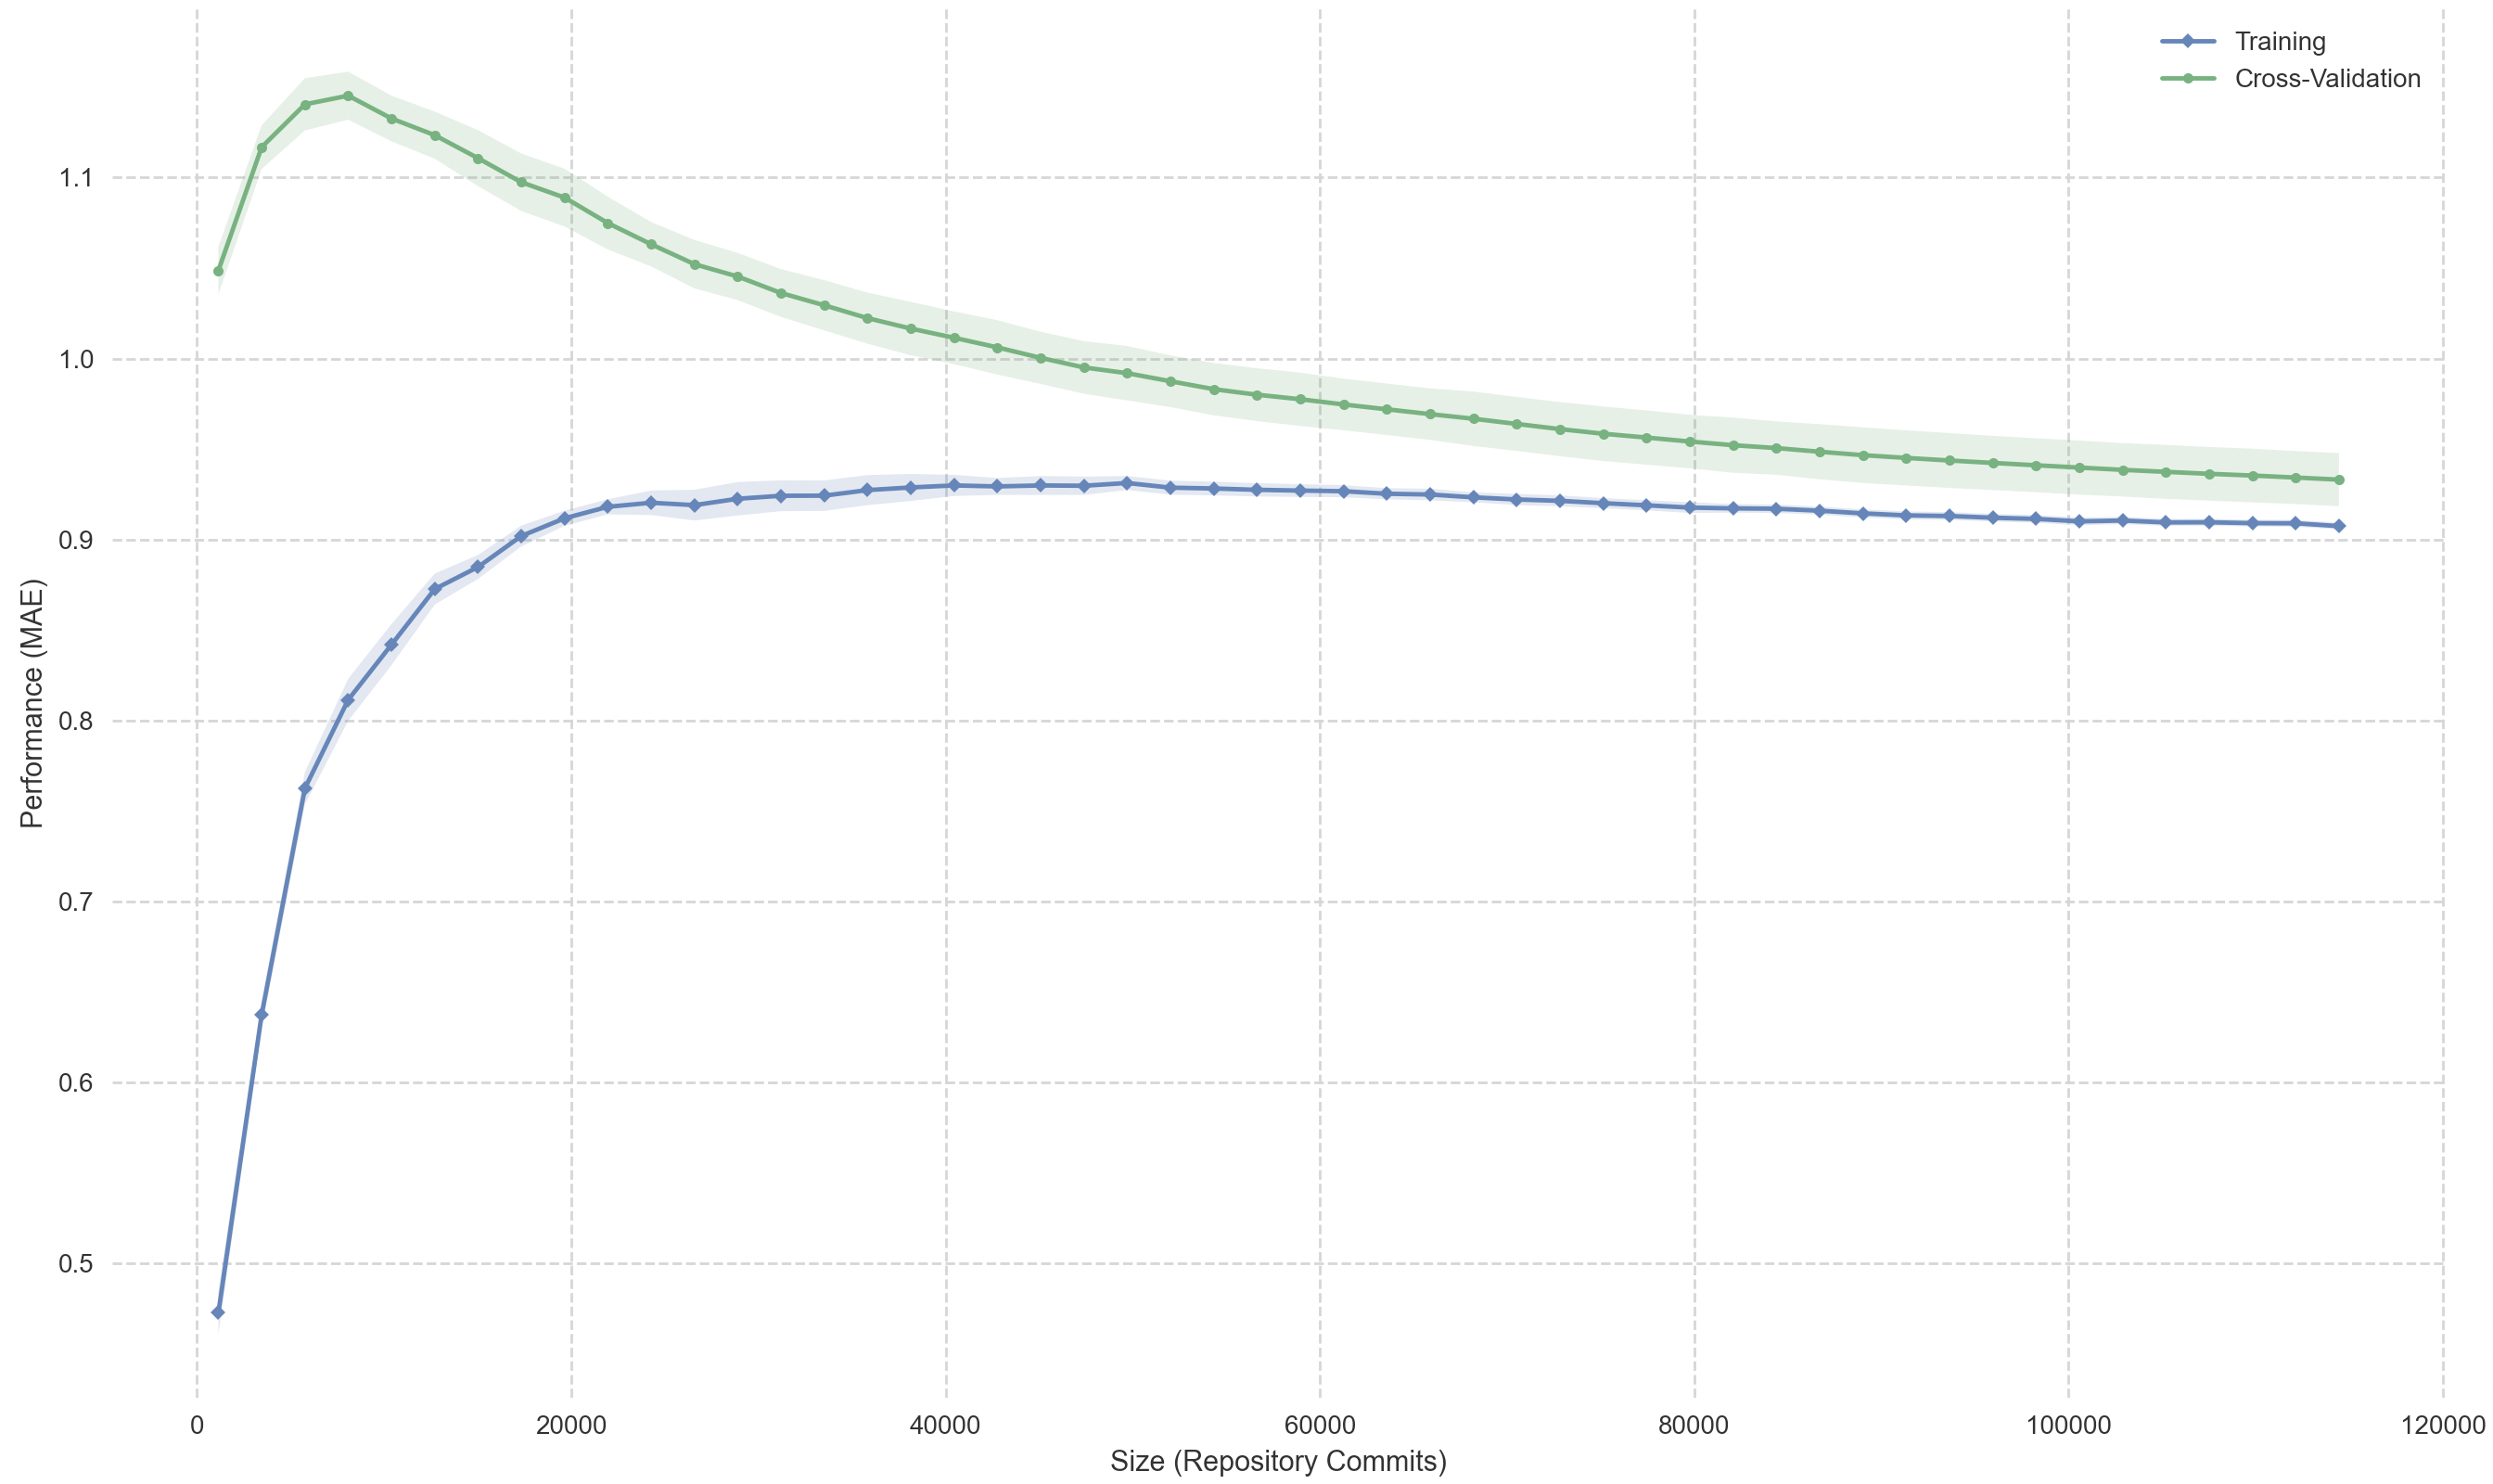 Training
Cross-Validation
1.1
1.0
0.9
0.8
0.7
0.6
0.5
Performance (MAE)
0 20000 40000 60000 80000 100000 120000
Size (Repository Commits)